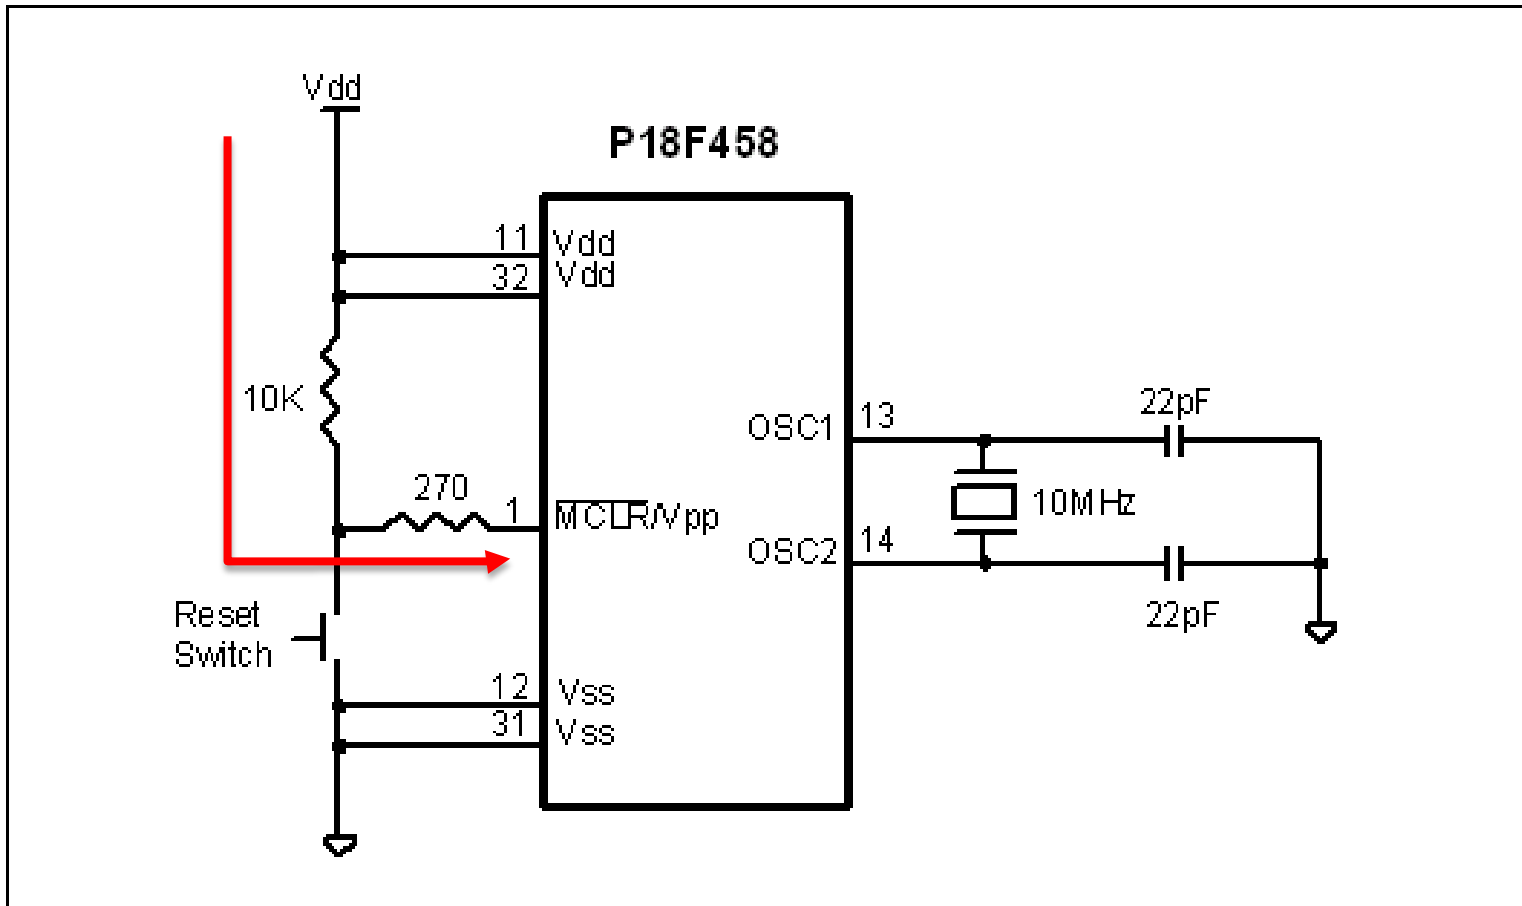 Vdd
P18F458
11 Vdd
32 Vdd
10K
22pF
OSC1 13
270
1 MCLR/Vpp
10MHz
OSC2 14
Reset
Switch
22pF
12 Vss
31 Vss